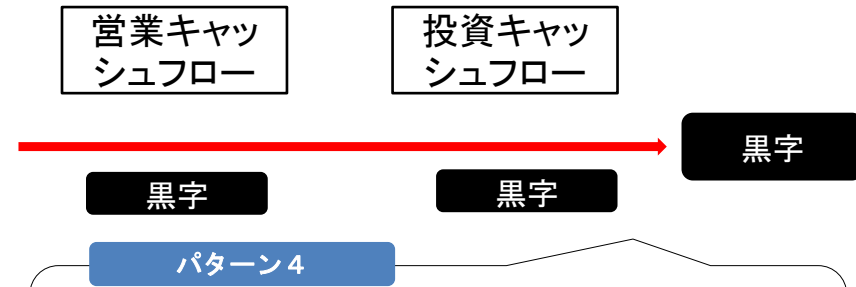 営業キャッ
シュフロー
投資キャッ
シュフロー
黒字
黒字
黒字
パターン４